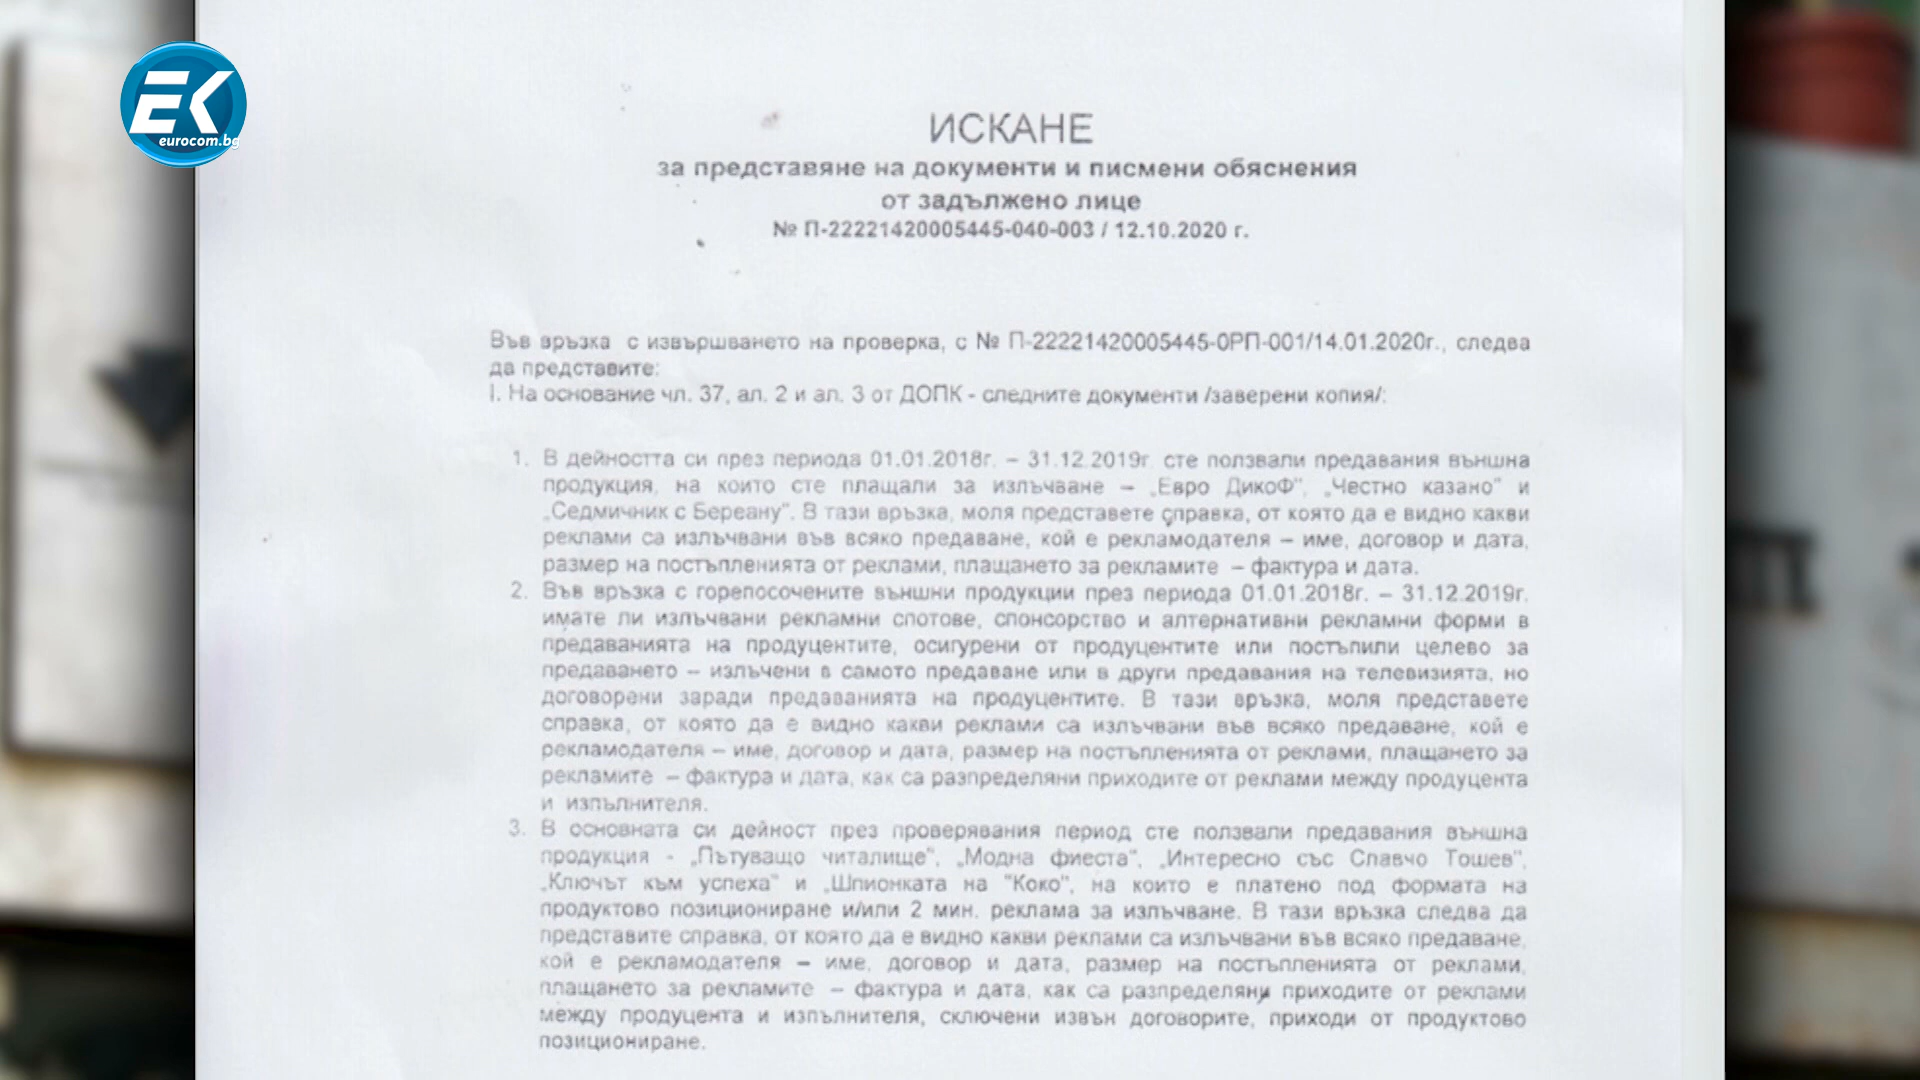 EK
eurocom.bg
ИСКАНЕ
за представяне на документи и писмени обяснения
от задължено лице
№ П-22221420005445-040-003 / 12.10.2020 г.
Във връзка с извършването на проверка, с № П-22221420005445-0РП-001/14.01.2020г., следва
да представите:
I. На основание чл. 37, ал. 2 и ал. 3 от ДОПК - следните документи /заверени копия/:
1. В дейността си през периода 01.01.2018г. – 31.12.2019г. сте ползвали предавания външна
продукция, на които сте плащали за излъчване – „Евро ДикоФ", „Честно казано" и
„Седмичник с Береану". В тази връзка, моля представете справка, от която да е видно какви
реклами са излъчвани във всяко предаване, кой е рекламодателя – име, договор и дата,
размер на постъпленията от реклами, плащането за рекламите – фактура и дата.
2. Във връзка с горепосочените външни продукции през периода 01.01.2018г. – 31.12.2019г.
имате ли излъчвани рекламни спотове, спонсорство и алтернативни рекламни форми в
предаванията на продуцентите, осигурени от продуцентите или постъпили целево за
предаването – излъчени в самото предаване или в други предавания на телевизията, но
договорени заради предаванията на продуцентите. В тази връзка, моля представете
справка, от която да е видно какви реклами са излъчвани във всяко предаване, кой е
рекламодателя – име, договор и дата, размер на постъпленията от реклами, плащането за
рекламите – фактура и дата, как са разпределяни приходите от реклами между продуцента
и изпълнителя.
3. В основната си дейност през проверявания период сте ползвали предавания външна
продукция - „Пътуващо читалище", „Модна фиеста", „Интересно със Славчо Тошев",
„Ключът към успеха" и „Шпионката на "Коко", на които е платено под формата на
продуктово позициониране и/или 2 мин. реклама за излъчване. В тази връзка следва да
представите справка, от която да е видно какви реклами са излъчвани във всяко предаване,
кой е рекламодателя – име, договор и дата, размер на постъпленията от реклами,
плащането за рекламите – фактура и дата, как са разпределяни приходите от реклами
между продуцента и изпълнителя, сключени извън договорите, приходи от продуктово
позициониране.